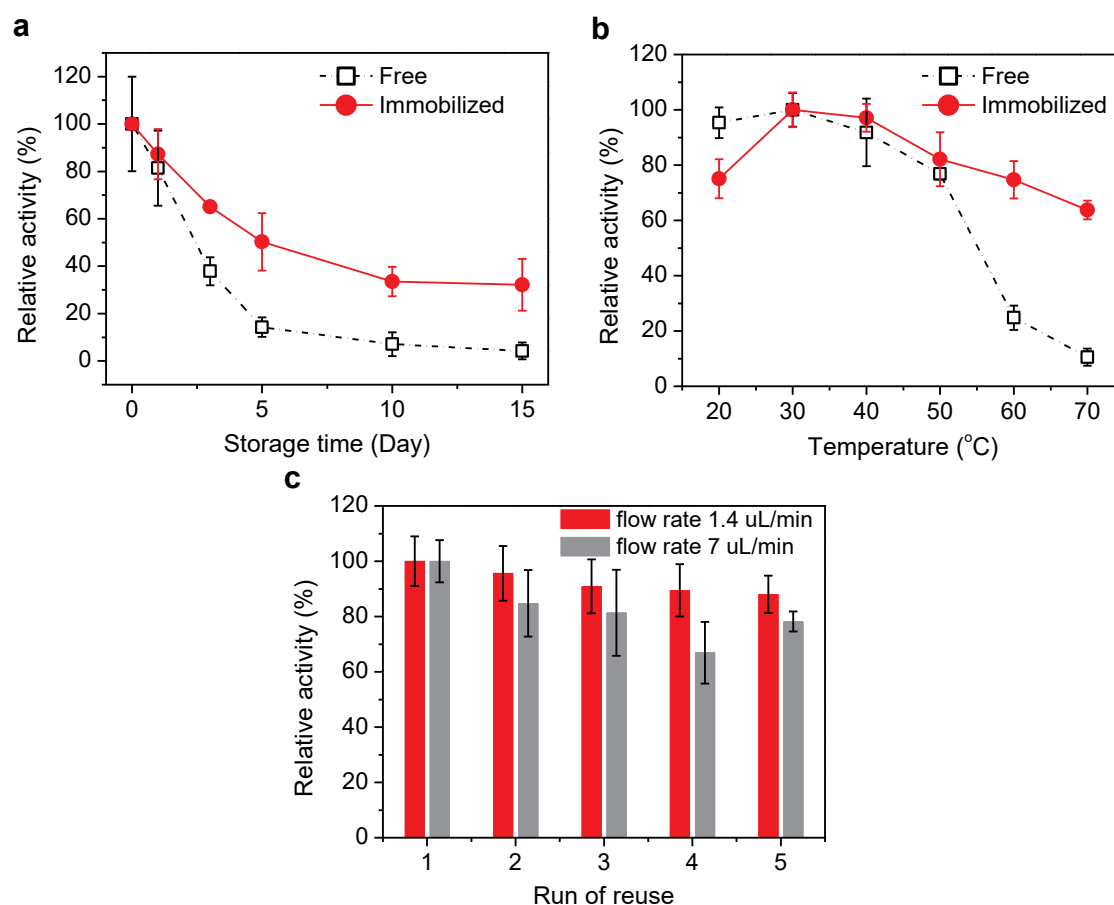 a
Free
Immobilized
120
100
80
60
40
20
0
Relative activity (%)
0 5 10 15
Storage time (Day)
b
Free
Immobilized
120
100
80
60
40
20
0
Relative activity (%)
20 30 40 50 60 70
Temperature (°C)
c
flow rate 1.4 uL/min
flow rate 7 uL/min
120
100
80
60
40
20
0
Relative activity (%)
1 2 3 4 5
Run of reuse